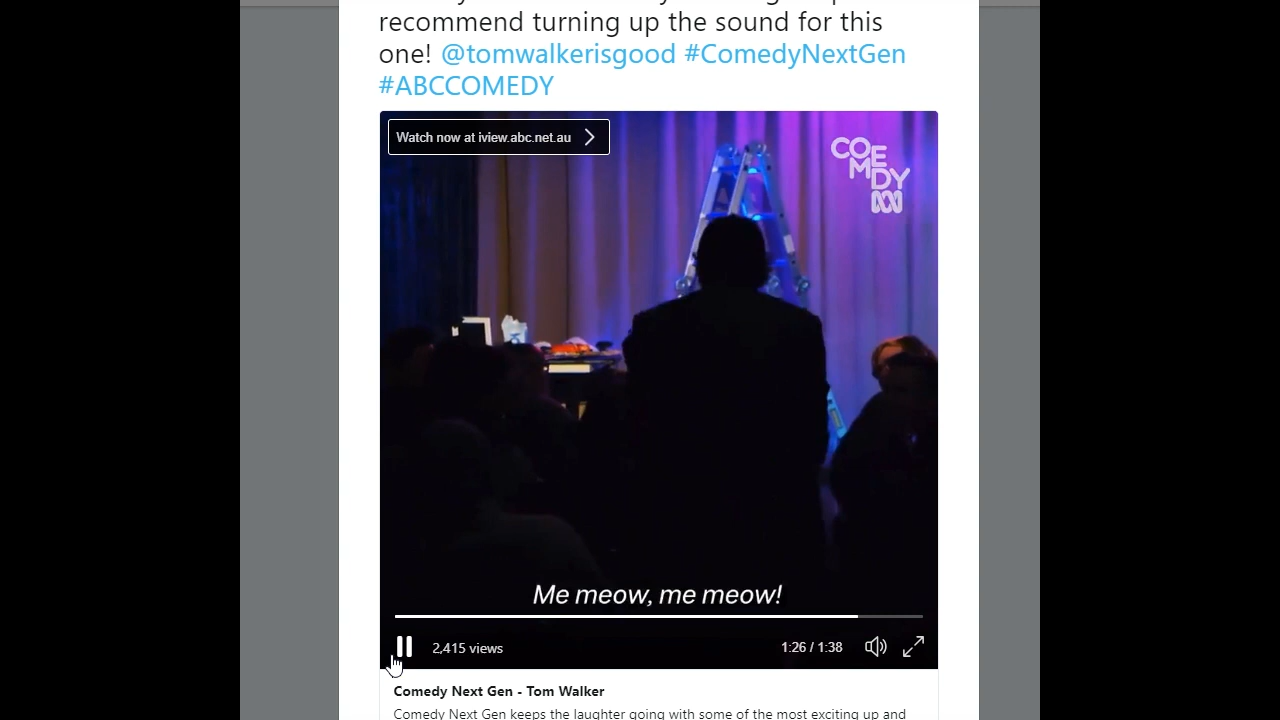 recommend turning up the sound for this
one! @tomwalkerisgood #ComedyNextGen
#ABCCOMEDY
Watch now at iview.abc.net.au
COMEDY
Me meow, me meow!
2,415 views
1:26 / 1:38
Comedy Next Gen - Tom Walker
Comedy Next Gen keeps the laughter going with some of the most exciting up and